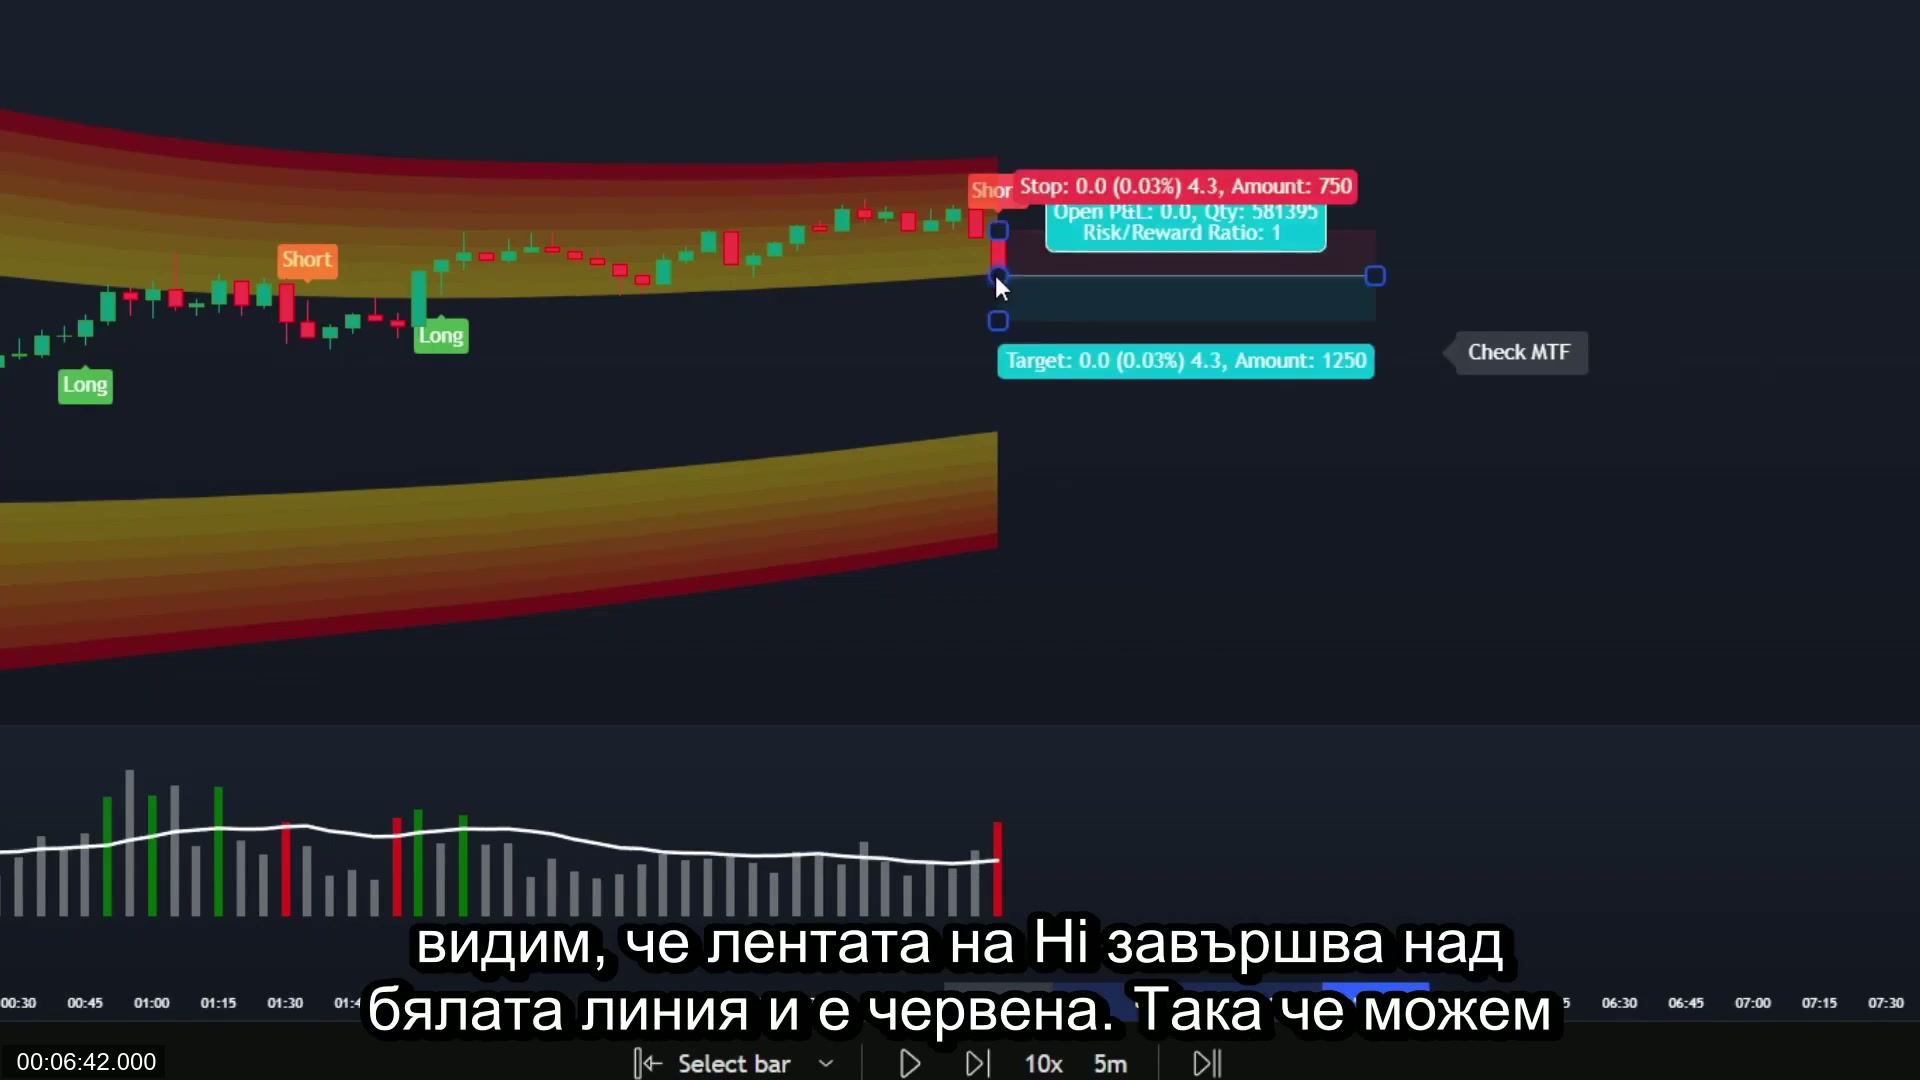 Stop: 0.0 (0.03%) 4.3, Amount: 750
Short
Open P&L: 0.0, Qty: 581395
Risk/Reward Ratio: 1
Short
Long
Check MTF
Target: 0.0 (0.03%) 4.3, Amount: 1250
Long
видим, че лентата на Hi завършва над
бялата линия и е червена. Така че можем
00:30 00:45 01:00 01:15 01:30 06:30 06:45 07:00 07:15 07:30
00:06:42.000
Select bar 10x 5m